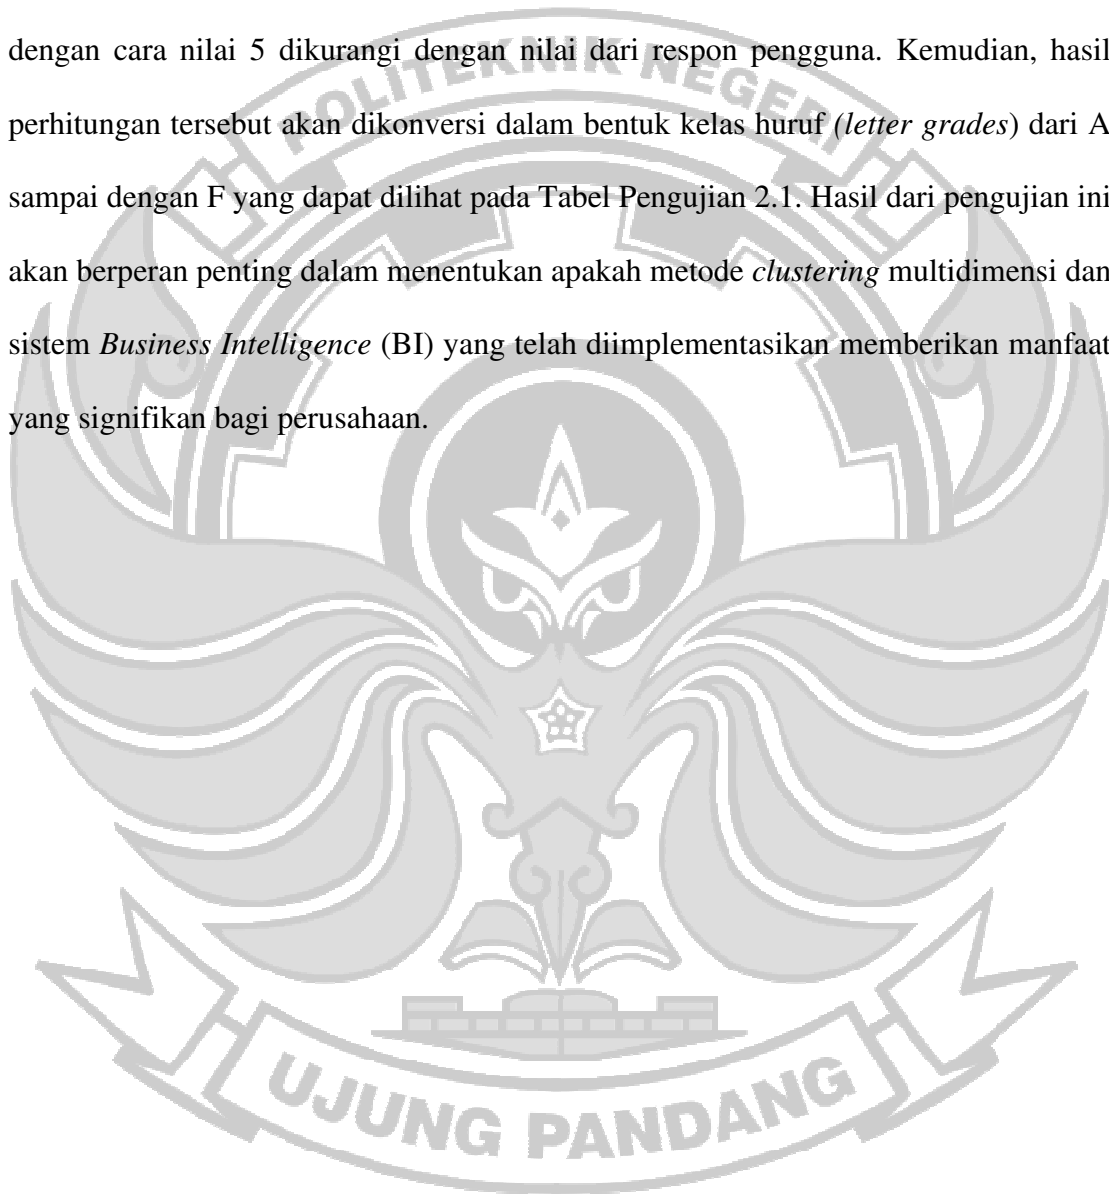 dengan cara nilai 5 dikurangi dengan nilai dari respon pengguna. Kemudian, hasil
perhitungan tersebut akan dikonversi dalam bentuk kelas huruf (letter grades) dari A
sampai dengan F yang dapat dilihat pada Tabel Pengujian 2.1. Hasil dari pengujian ini
akan berperan penting dalam menentukan apakah metode clustering multidimensi dan
sistem Business Intelligence (BI) yang telah diimplementasikan memberikan manfaat
yang signifikan bagi perusahaan.
POLITEKNIK NEGERI
UJUNG PANDANG